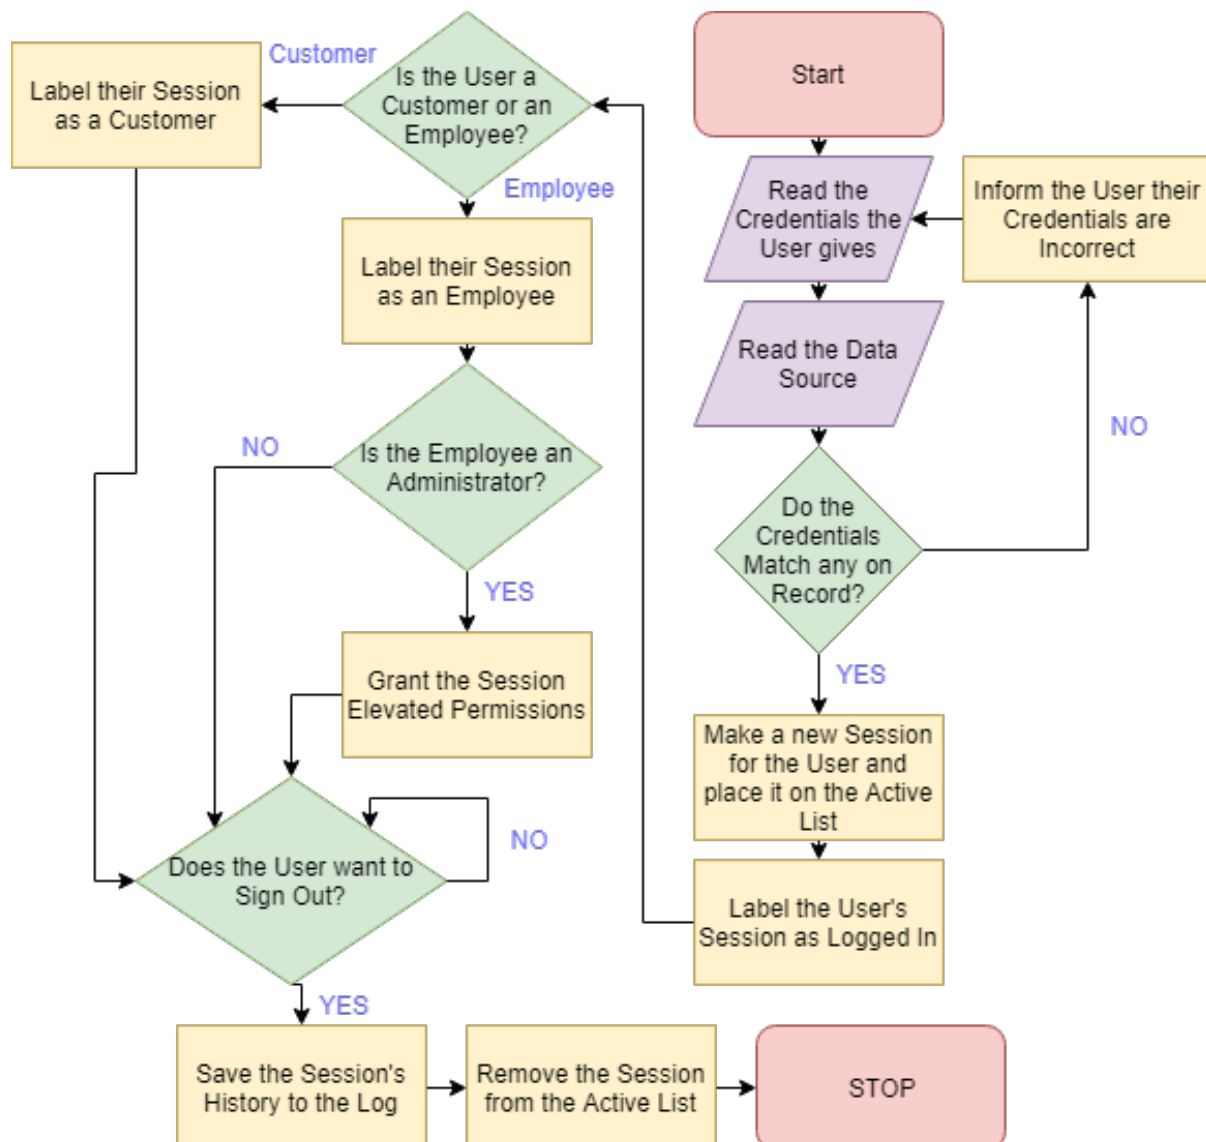 Start
Read the
Credentials the
User gives
Inform the User their
Credentials are
Incorrect
Read the Data
Source
NO
Do the
Credentials
Match any on
Record?
YES
Make a new Session
for the User and
place it on the Active
List
Label the User's
Session as Logged In
Is the User a
Customer or an
Employee?
Customer
Label their Session
as a Customer
Employee
Label their Session
as an Employee
Is the Employee an
Administrator?
NO
YES
Grant the Session
Elevated Permissions
Does the User want to
Sign Out?
NO
YES
Save the Session's
History to the Log
Remove the Session
from the Active List
STOP